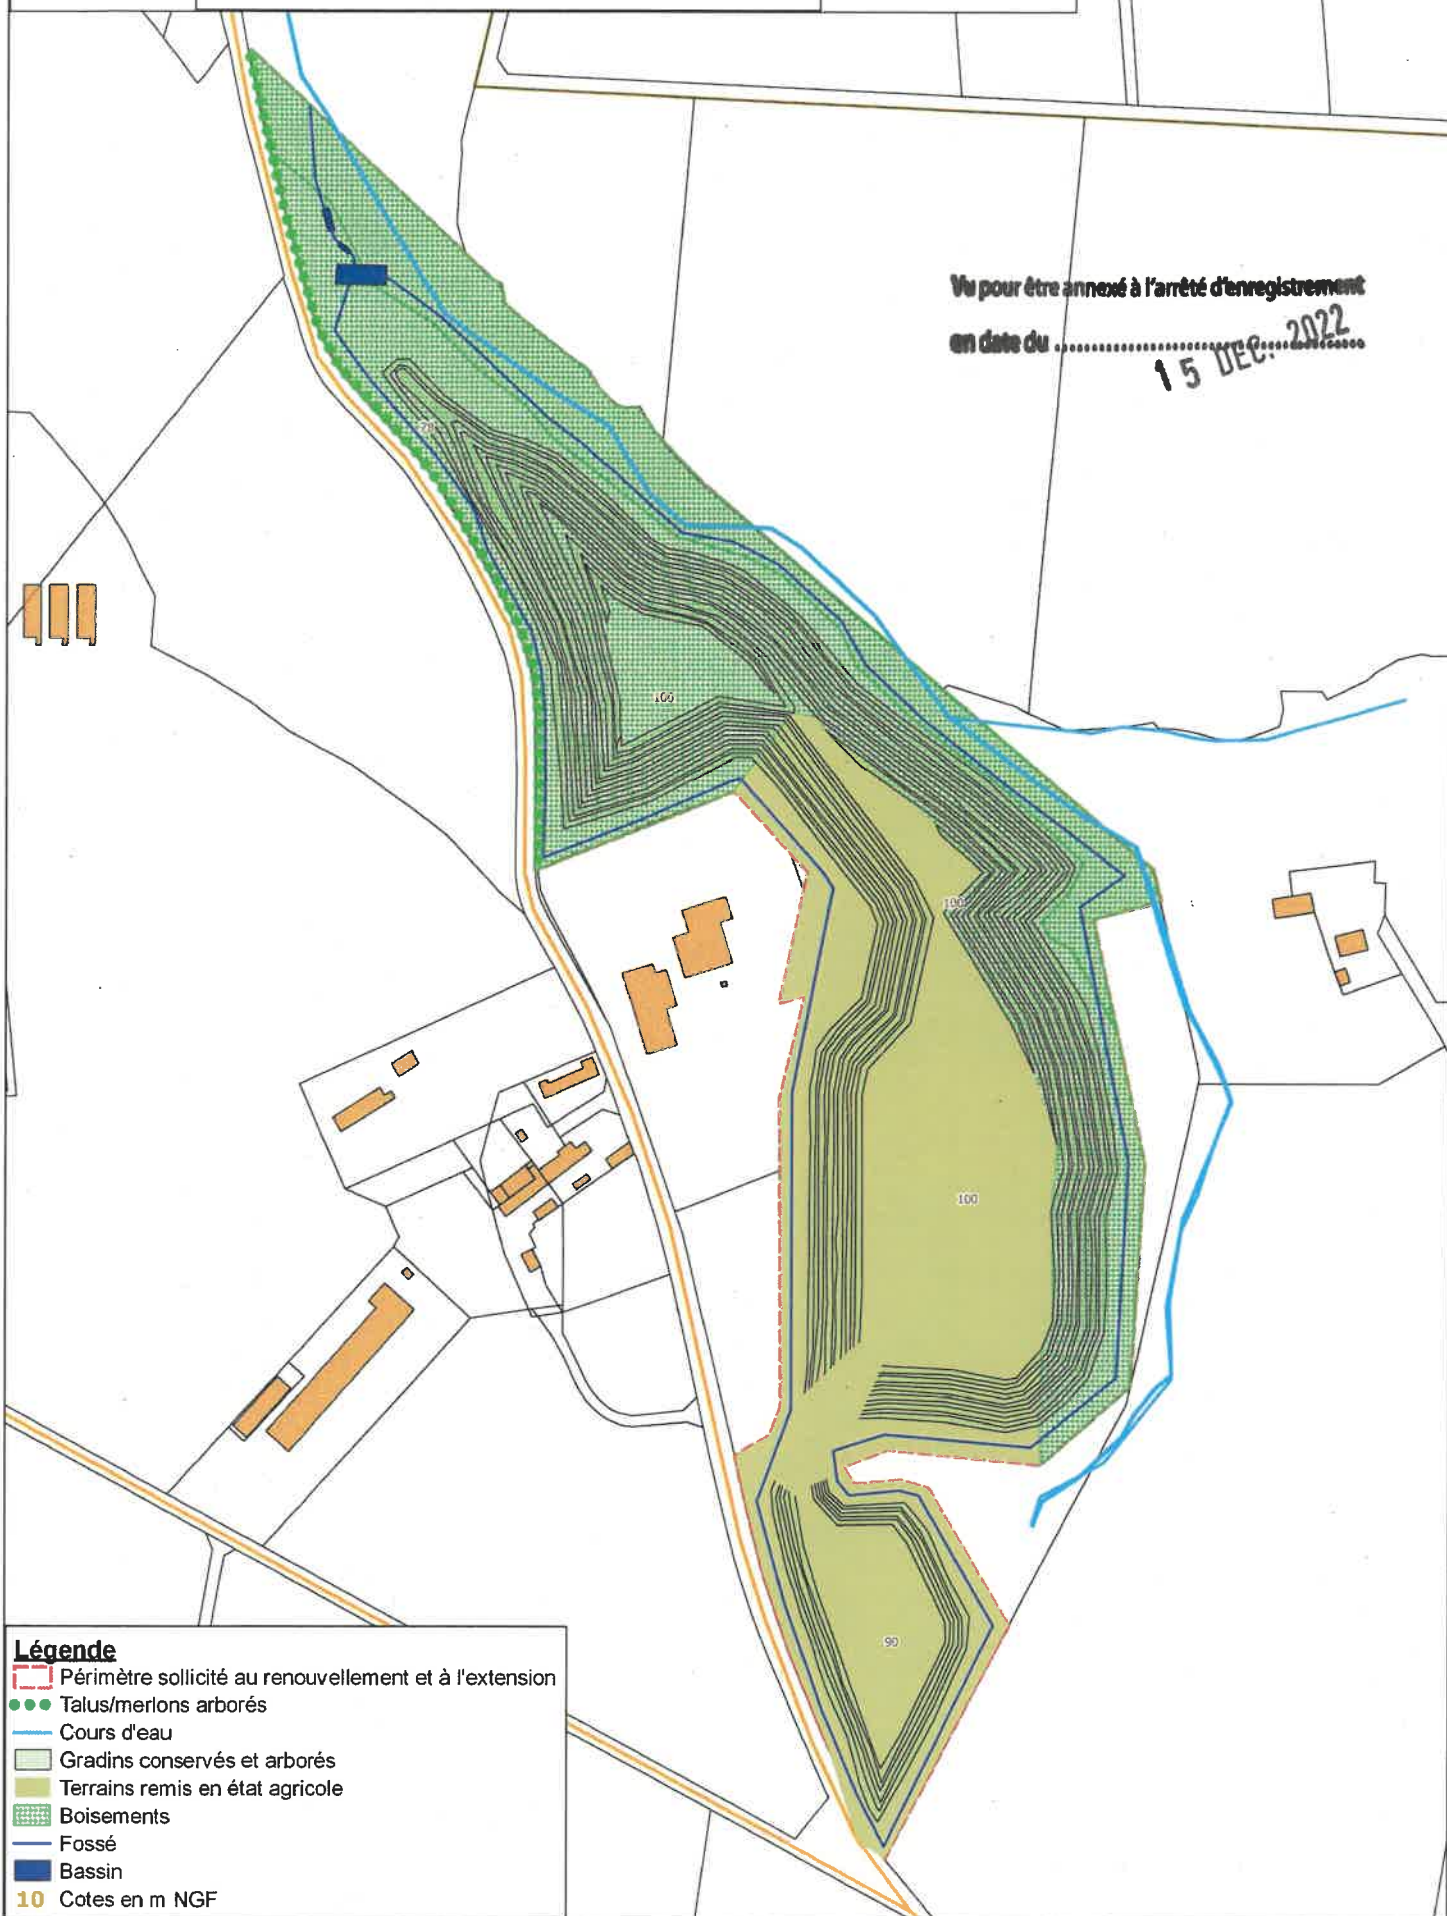 Vu pour être annexé à l'arrêté d'enregistrement
en date du ........................................
15 DEC. 2022
106
100
100
90
Légende
Périmètre sollicité au renouvellement et à l'extension
Talus/merlons arborés
Cours d'eau
Gradins conservés et arborés
Terrains remis en état agricole
Boisements
Fossé
Bassin
10 Cotes en m NGF